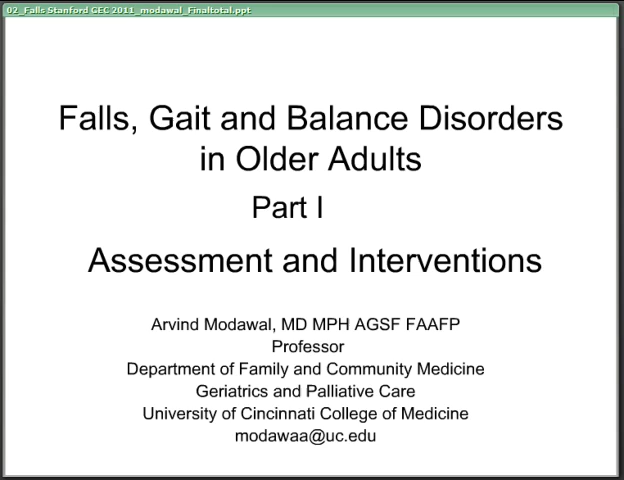 02_Falls Stanford GEC 2011_modawal_Finaltotal.ppt
Falls, Gait and Balance Disorders
in Older Adults
Part I
Assessment and Interventions
Arvind Modawal, MD MPH AGSF FAAFP
Professor
Department of Family and Community Medicine
Geriatrics and Palliative Care
University of Cincinnati College of Medicine
modawaa@uc.edu